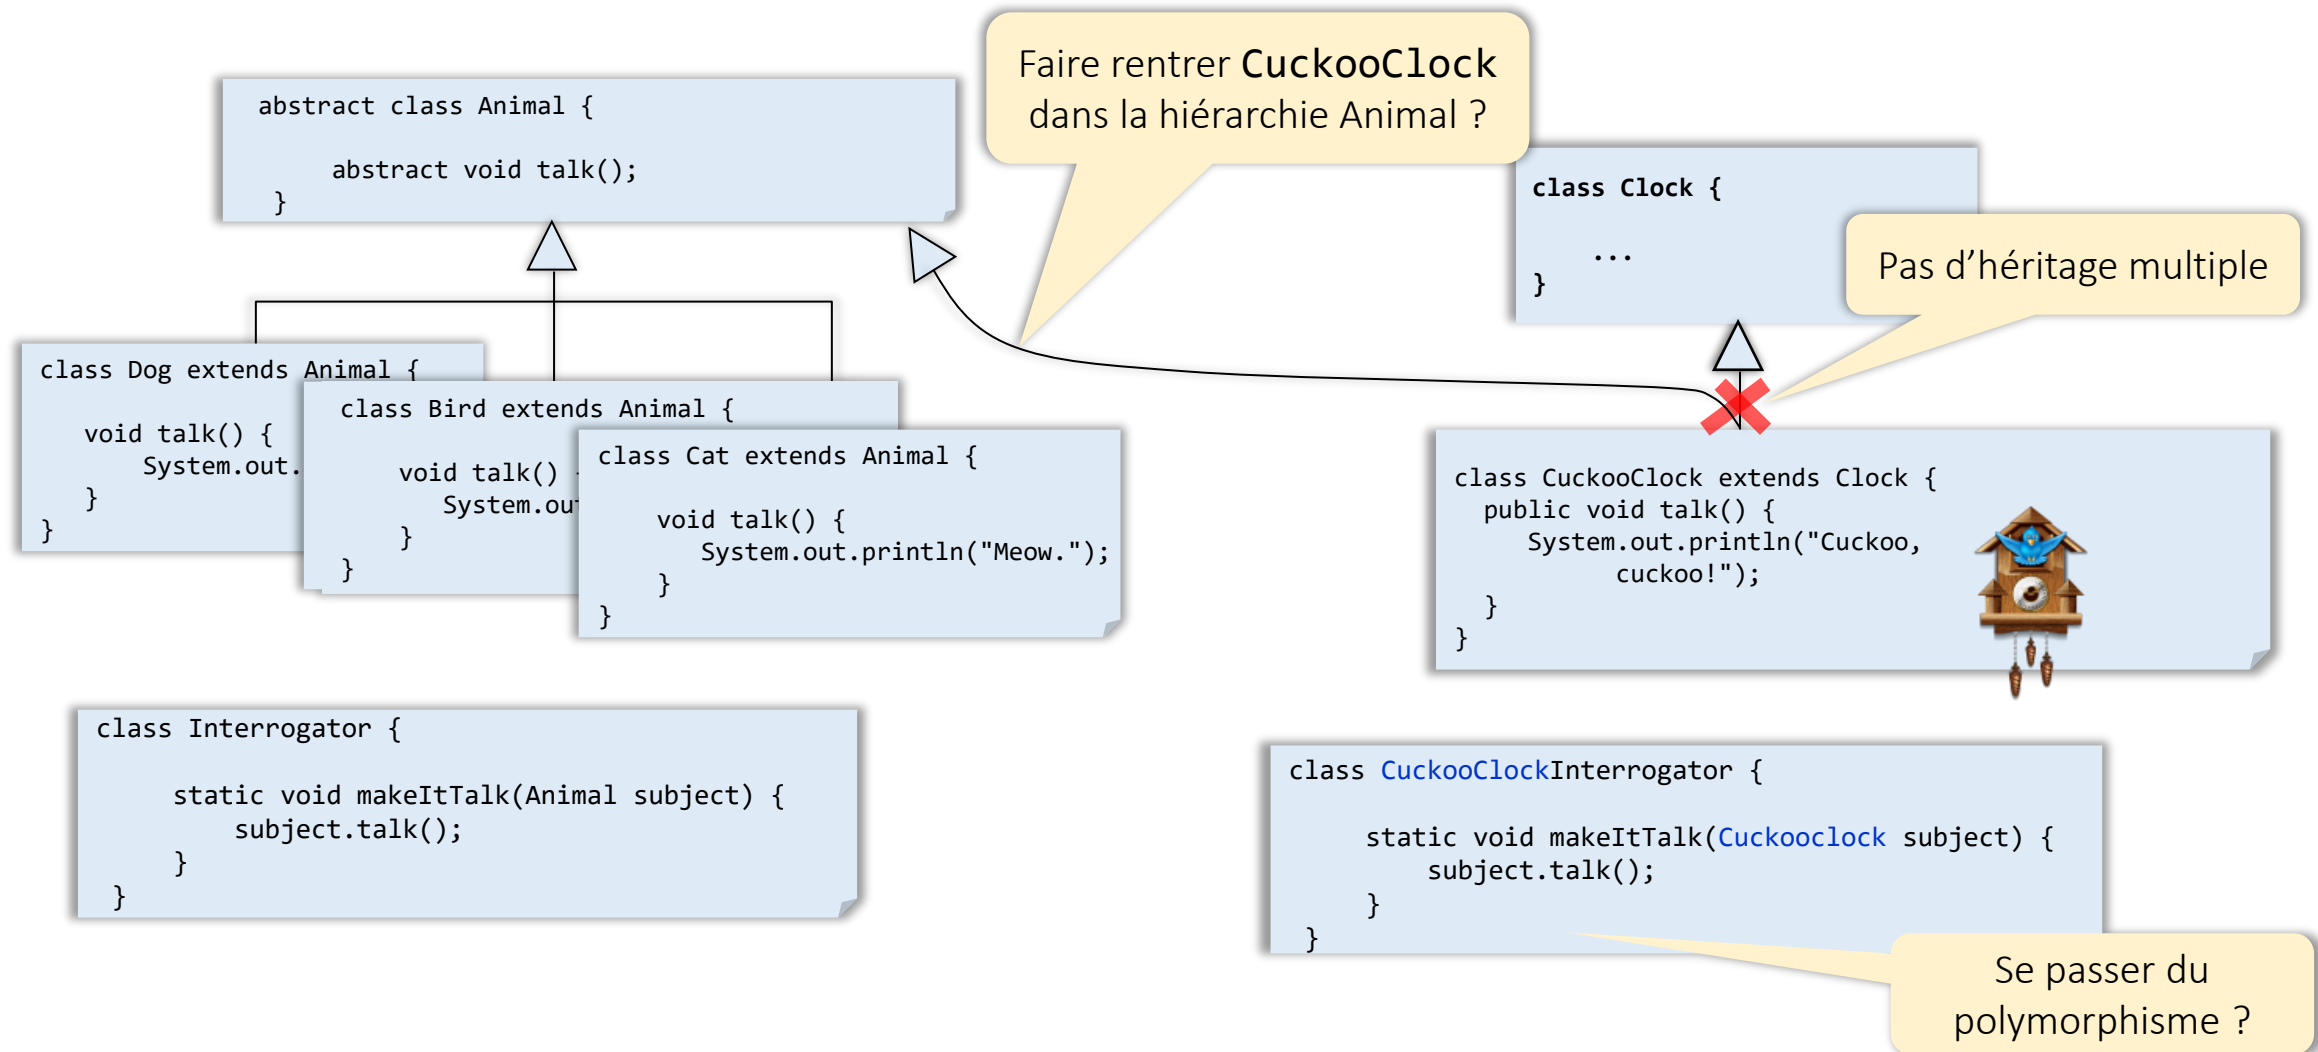 Faire rentrer CuckooClock
dans la hiérarchie Animal ?
abstract class Animal {
abstract void talk();
}
class Clock {
...
}
Pas d’héritage multiple
class Dog extends Animal {
void talk() {
System.out.
}
}
class Bird extends Animal {
void talk()
System.out
}
}
class Cat extends Animal {
void talk() {
System.out.println("Meow.");
}
}
class CuckooClock extends Clock {
public void talk() {
System.out.println("Cuckoo,
cuckoo!");
}
}
class Interrogator {
static void makeItTalk(Animal subject) {
subject.talk();
}
}
class CuckooClockInterrogator {
static void makeItTalk(Cuckooclock subject) {
subject.talk();
}
}
Se passer du
polymorphisme ?